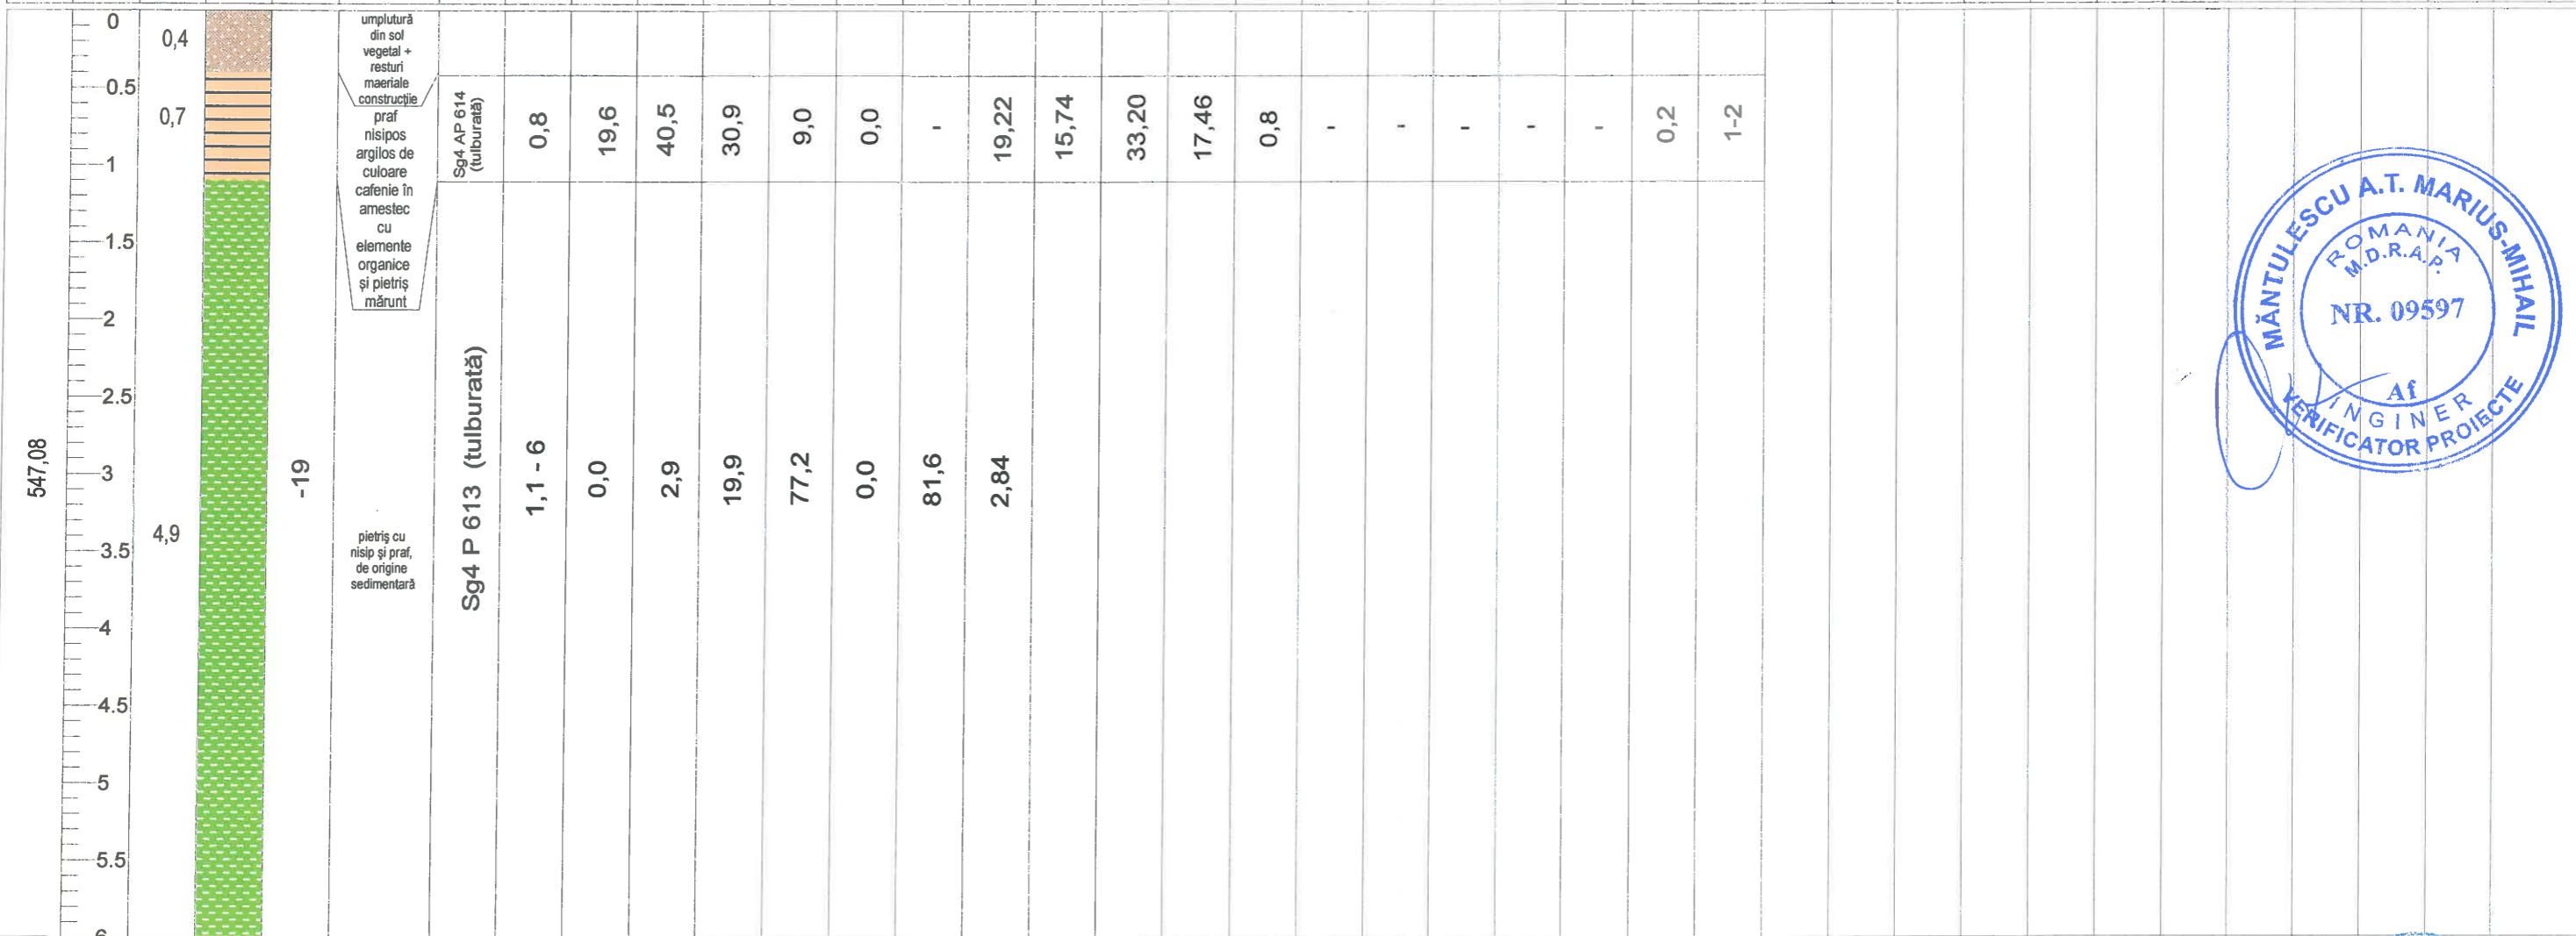 547,08
0
0.5
1
1.5
2
2.5
3
3.5
4
4.5
5
5.5
6
0,4
0,7
4,9
-19
umplutură
din sol
vegetal +
resturi
maeriale
construcție
praf
nisipos
argilos de
culoare
cafenie în
amestec
cu
elemente
organice
și pietriș
mărunt
pietriş cu
nisip şi praf,
de origine
sedimentară
Sg4 AP 614
(tulburată)
0,8
19,6
40,5
30,9
9,0
0,0
-
19,22
15,74
33,20
17,46
0,8
-
-
-
-
-
0,2
1-2
Sg4 P 613 (tulburată)
1,1 - 6
0,0
2,9
19,9
77,2
0,0
81,6
2,84
MĂNTULESCU A.T. MARIUS-MIHAIL
ROMANIA
M.D.R.A.P.
NR. 09597
Af
INGINER
VERIFICATOR PROIECTE